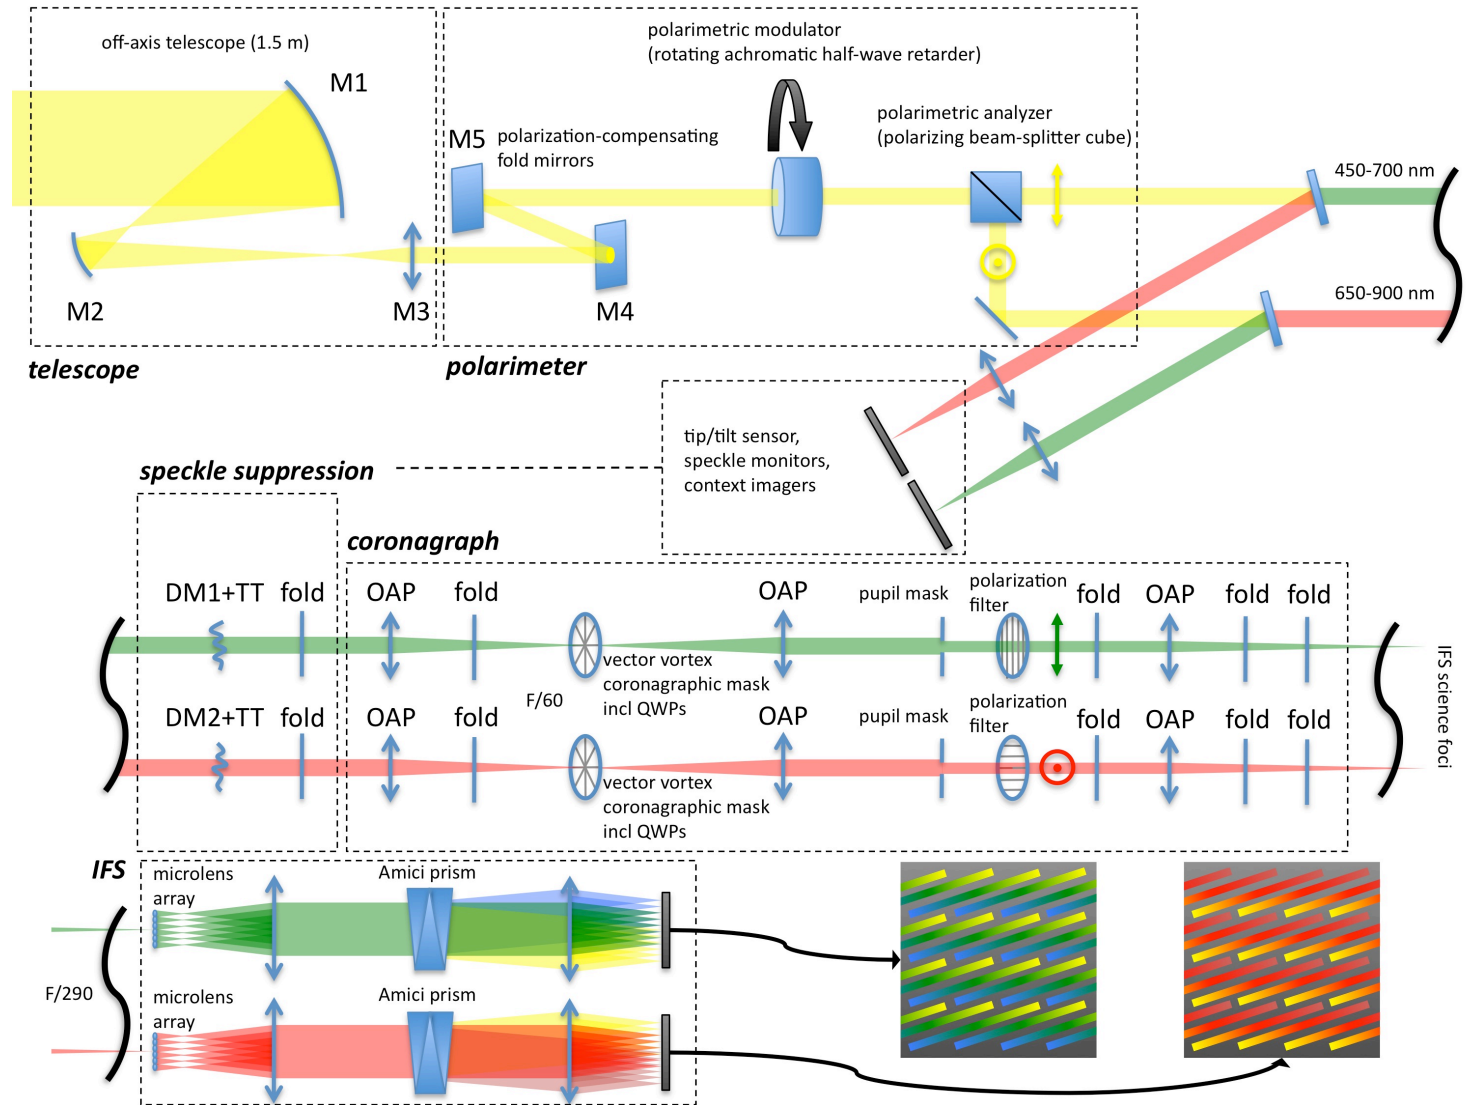 off-axis telescope (1.5 m)
M1
M2
M3
telescope
polarimetric modulator
(rotating achromatic half-wave retarder)
M5
polarization-compensating
fold mirrors
M4
polarimetric analyzer
(polarizing beam-splitter cube)
polarimeter
450-700 nm
650-900 nm
tip/tilt sensor,
speckle monitors,
context imagers
speckle suppression
coronagraph
DM1+TT
fold
OAP
fold
vector vortex
coronagraphic mask
incl QWPs
OAP
pupil mask
polarization
filter
fold
OAP
fold
fold
F/60
DM2+TT
fold
OAP
fold
vector vortex
coronagraphic mask
incl QWPs
OAP
pupil mask
polarization
filter
fold
OAP
fold
fold
IFS science foci
IFS
microlens
array
Amici prism
F/290
microlens
array
Amici prism